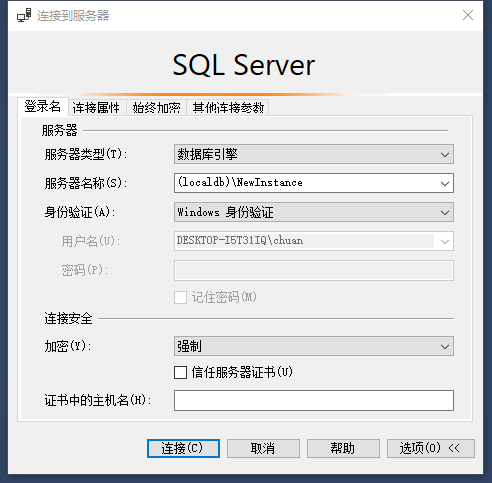 连接到服务器
SQL Server
登录名 连接属性 始终加密 其他连接参数
服务器
服务器类型(T): 数据库引擎
服务器名称(S): (localdb)\NewInstance
身份验证(A): Windows 身份验证
用户名(U): DESKTOP-I5T31IQ\chuan
密码(P):
记住密码(M)
连接安全
加密(Y): 强制
信任服务器证书(U)
证书中的主机名(H):
连接(C) 取消 帮助 选项(O) <<